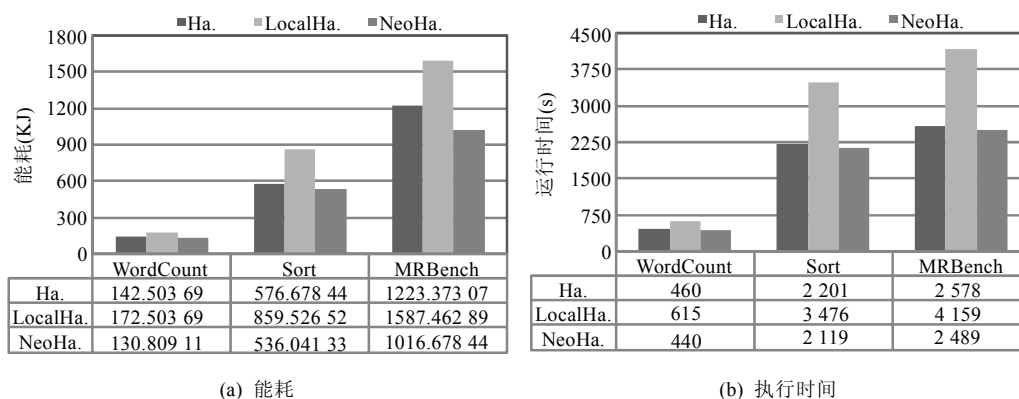 Ha. LocalHa. NeoHa.
能耗(KJ)
1800
1500
1200
900
600
300
0
WordCount Sort MRBench
Ha. 142.503 69 576.678 44 1223.373 07
LocalHa. 172.503 69 859.526 52 1587.462 89
NeoHa. 130.809 11 536.041 33 1016.678 44
(a) 能耗
Ha. LocalHa. NeoHa.
运行时间(s)
4500
3750
3000
2250
1500
750
0
WordCount Sort MRBench
Ha. 460 2 201 2 578
LocalHa. 615 3 476 4 159
NeoHa. 440 2 119 2 489
(b) 执行时间